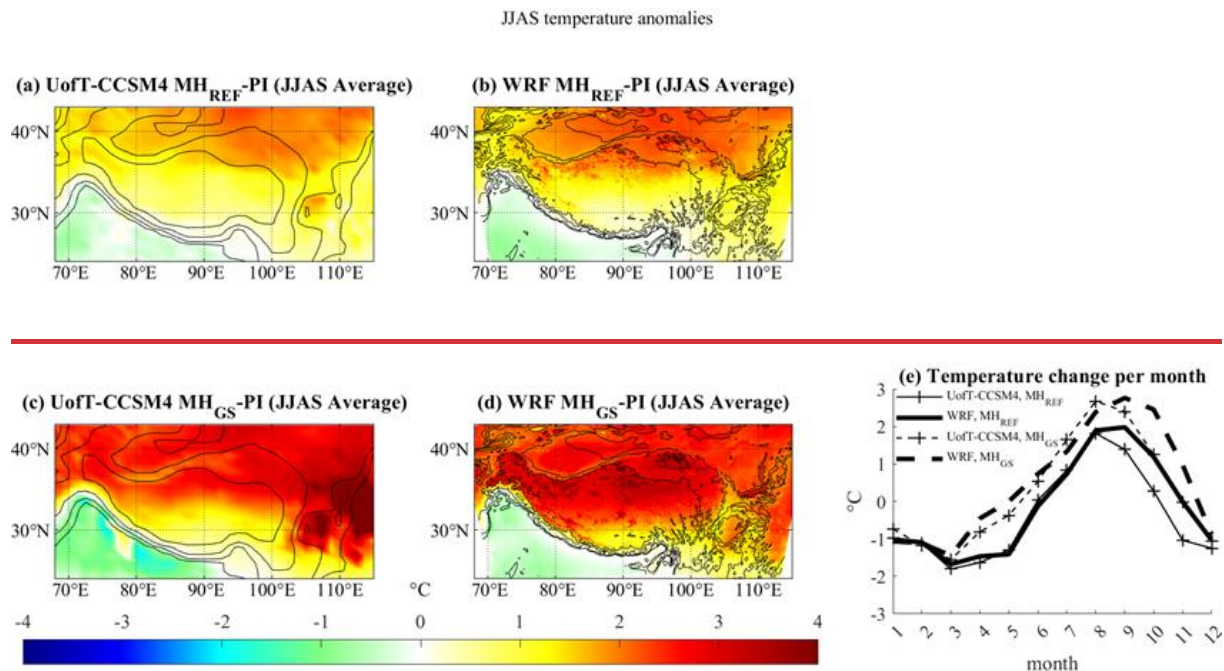 JJAS temperature anomalies
(a) UofT-CCSM4 MHREF-PI (JJAS Average)
40°N
30°N
70°E 80°E 90°E 100°E 110°E
(b) WRF MHREF-PI (JJAS Average)
40°N
30°N
70°E 80°E 90°E 100°E 110°E
(c) UofT-CCSM4 MHGS-PI (JJAS Average)
40°N
30°N
70°E 80°E 90°E 100°E 110°E
(d) WRF MHGS-PI (JJAS Average)
40°N
30°N
70°E 80°E 90°E 100°E 110°E
°C
-4 -3 -2 -1 0 1 2 3 4
(e) Temperature change per month
UofT-CCSM4, MHREF
WRF, MHREF
UofT-CCSM4, MHGS
WRF, MHGS
3
2
1
0
-1
-2
-3
°C
1 2 3 4 5 6 7 8 9 10 11 12
month